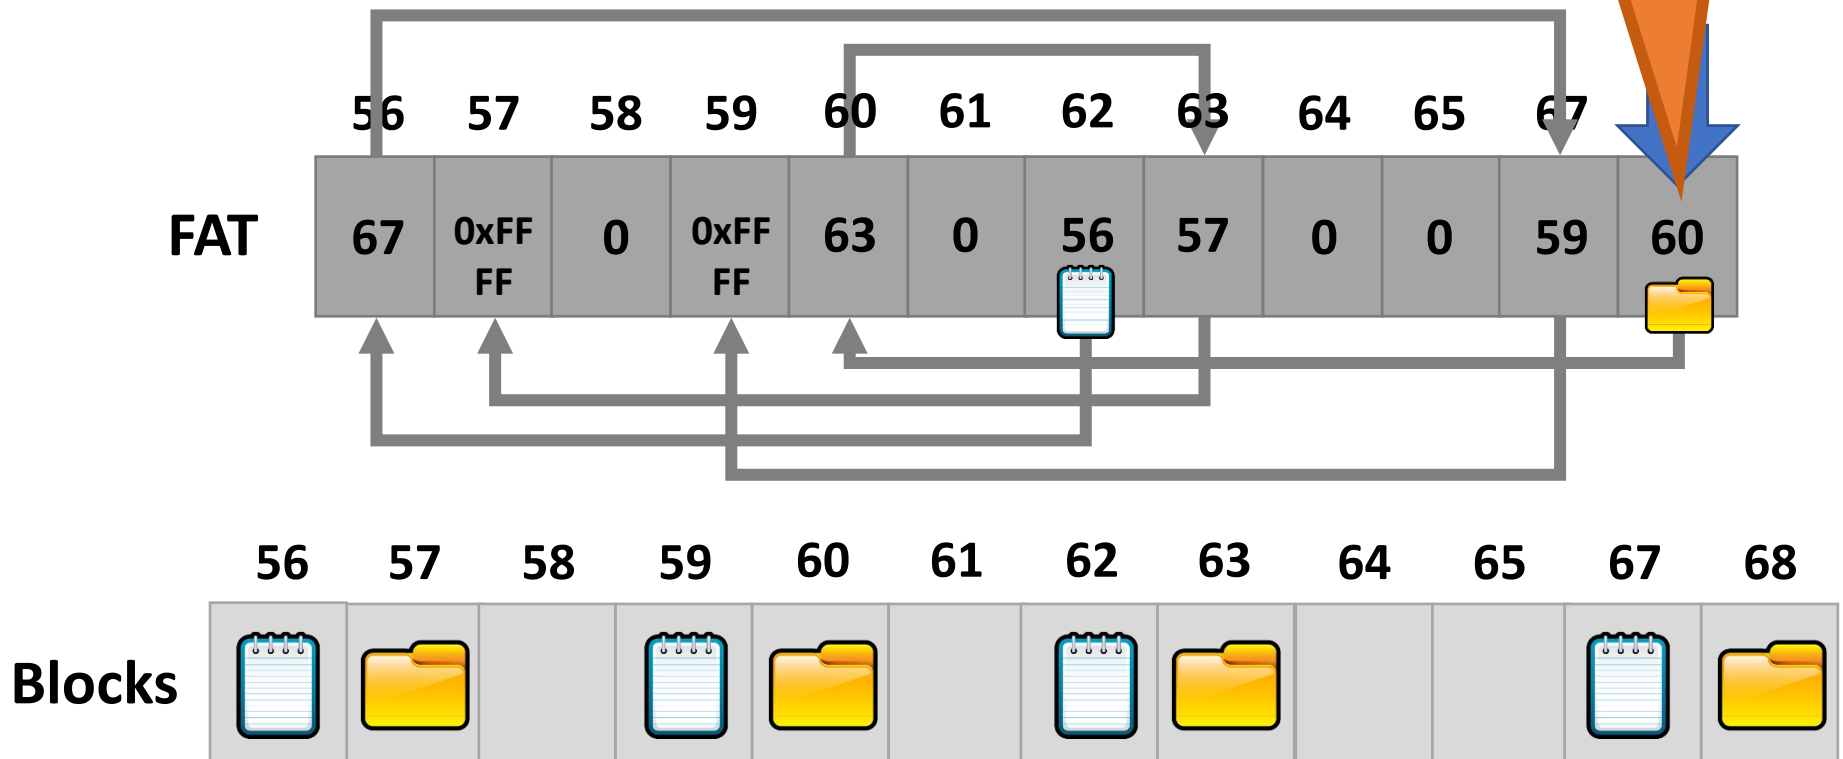 56 57 58 59 60 61 62 63 64 65 67
FAT 67 0xFF 0 0xFF 63 0 56 57 0 0 59 60
FF FF
56 57 58 59 60 61 62 63 64 65 67 68
Blocks